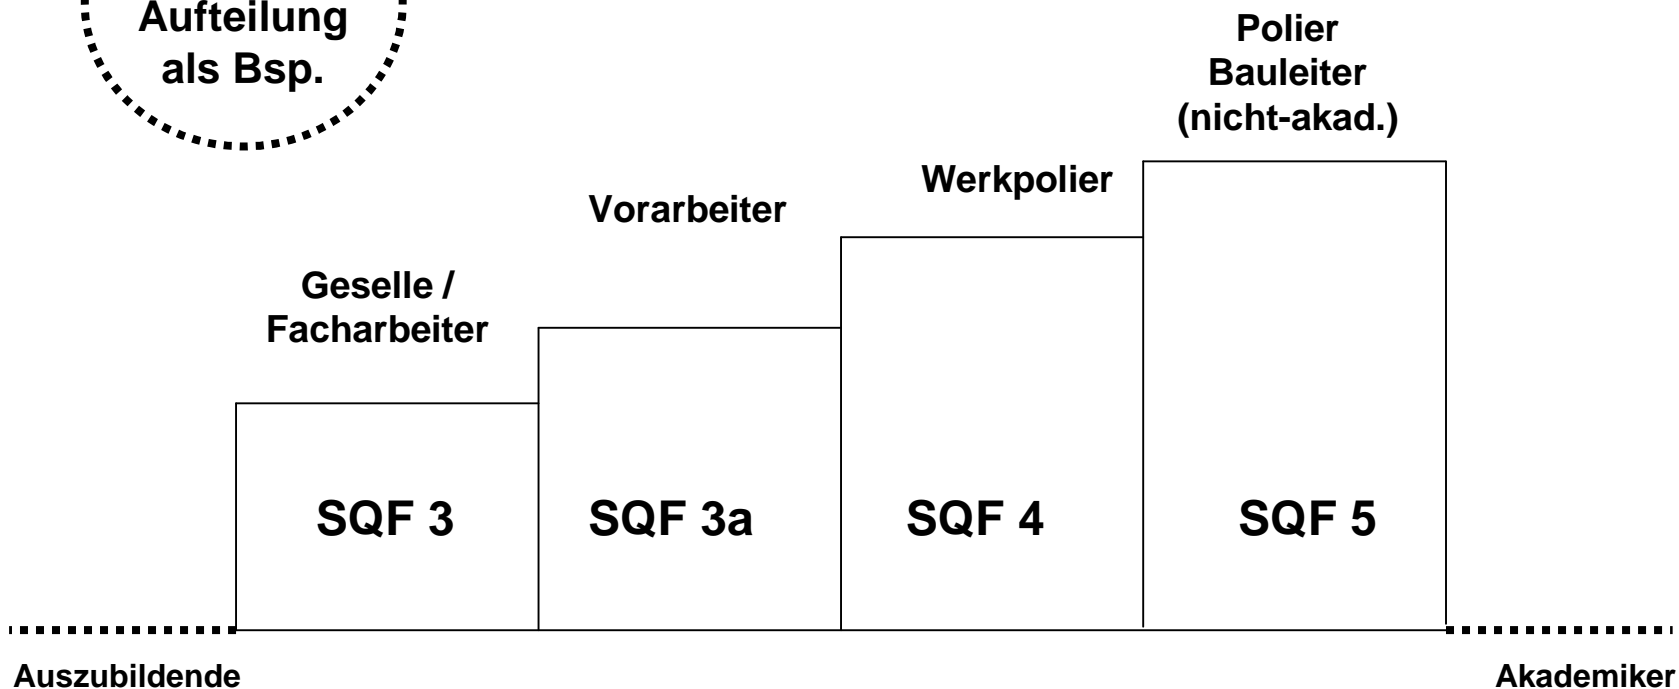 Aufteilung
als Bsp.
Polier
Bauleiter
(nicht-akad.)
Werkpolier
Vorarbeiter
Geselle /
Facharbeiter
SQF 3
SQF 3a
SQF 4
SQF 5
Auszubildende
Akademiker